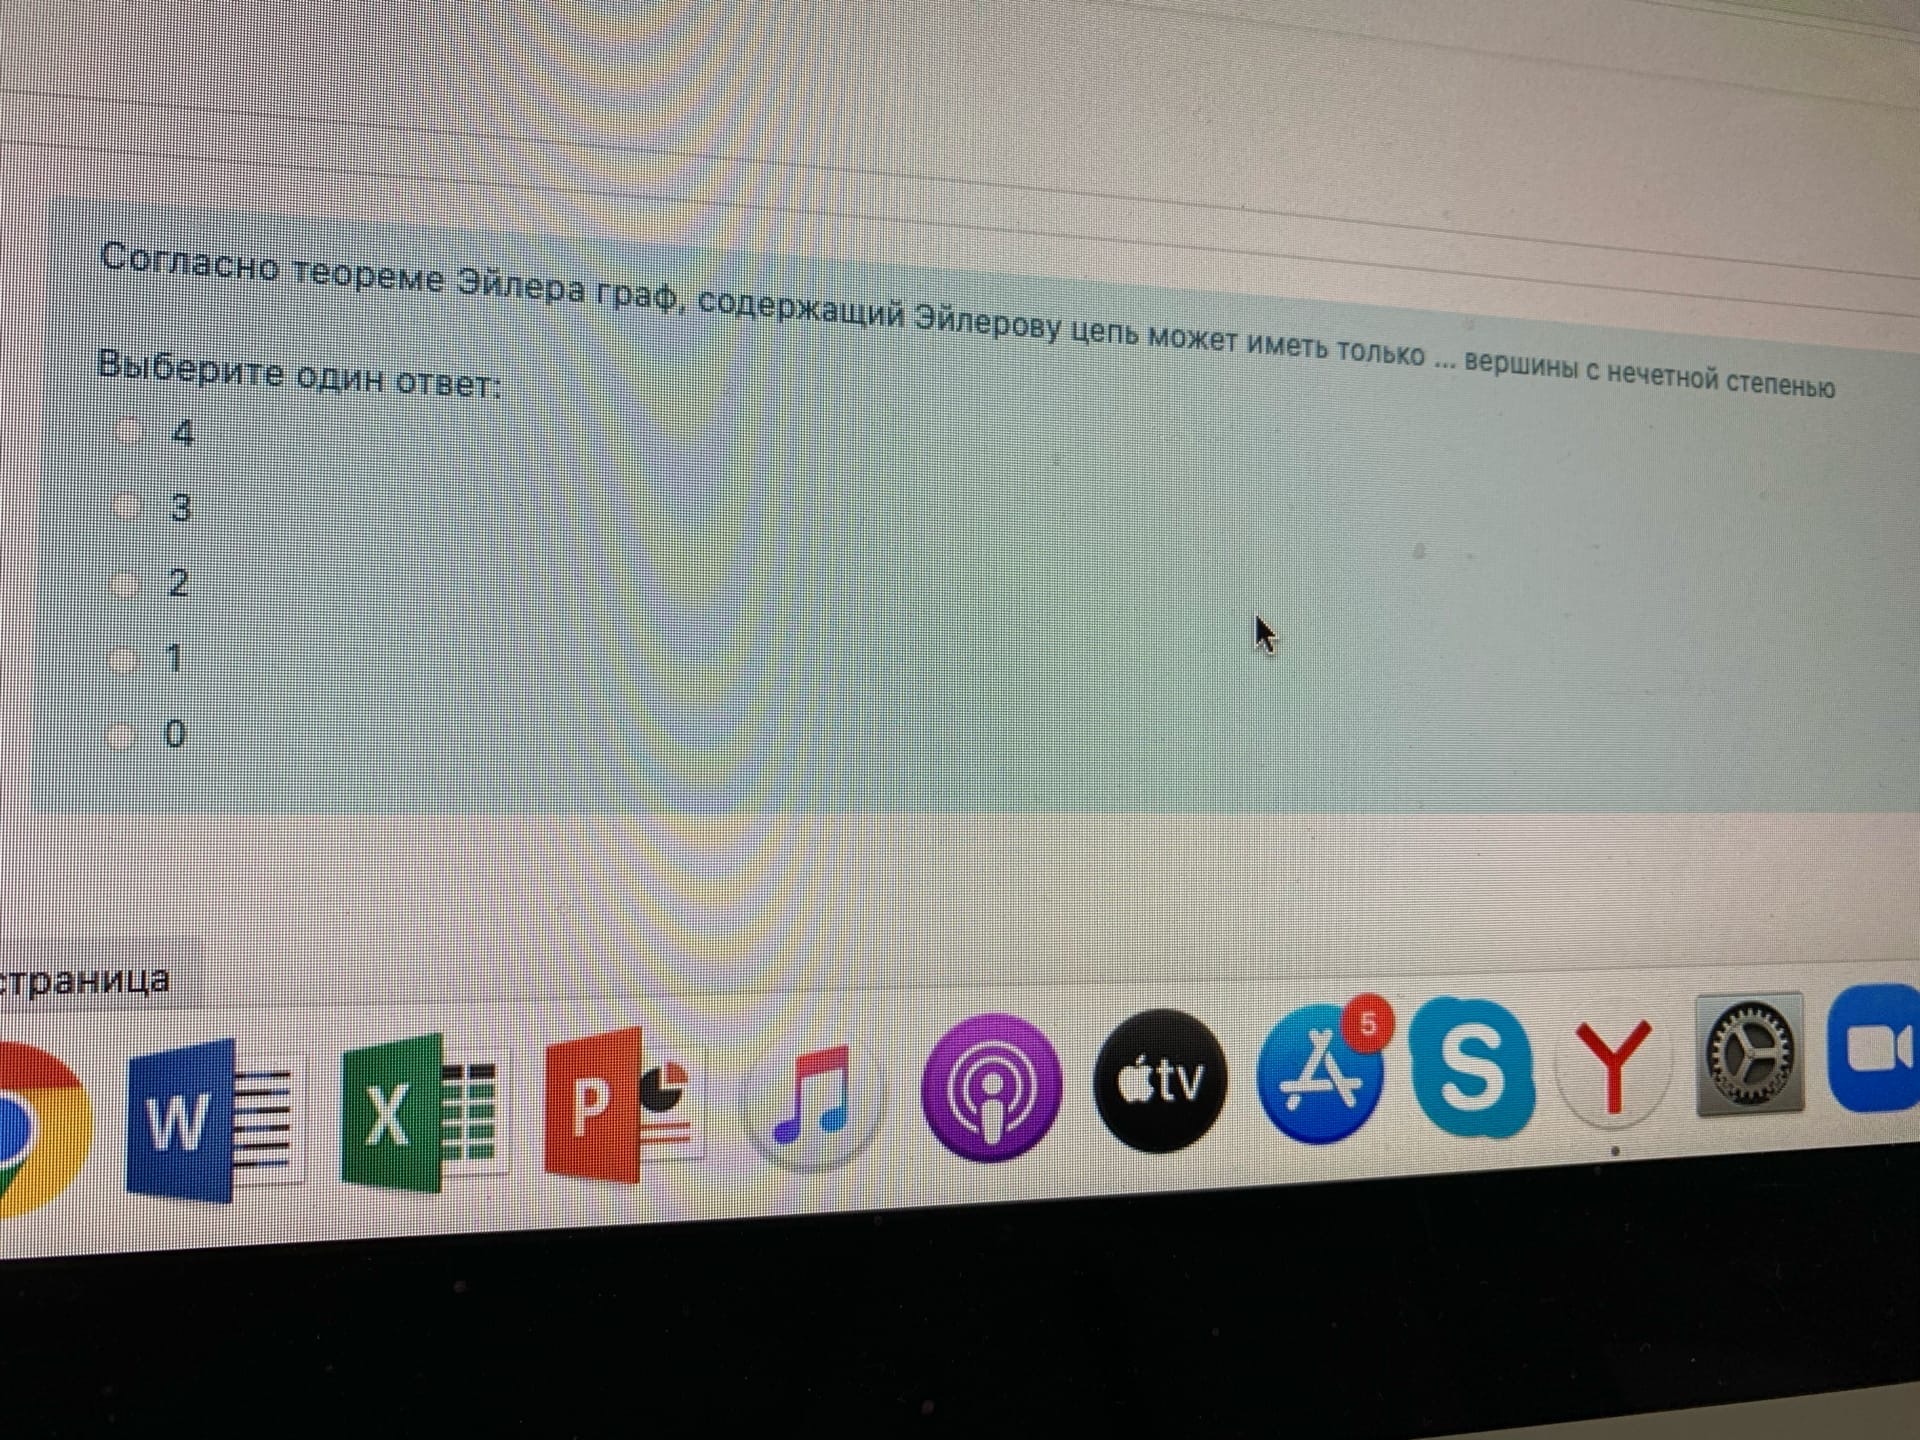 Согласно теореме Эйлера граф, содержащий Эйлерову цепь может иметь только ... вершины с нечетной степенью
Выберите один ответ:
4
3
2
1
0
страница
W
X
P
tv
5
S
Y